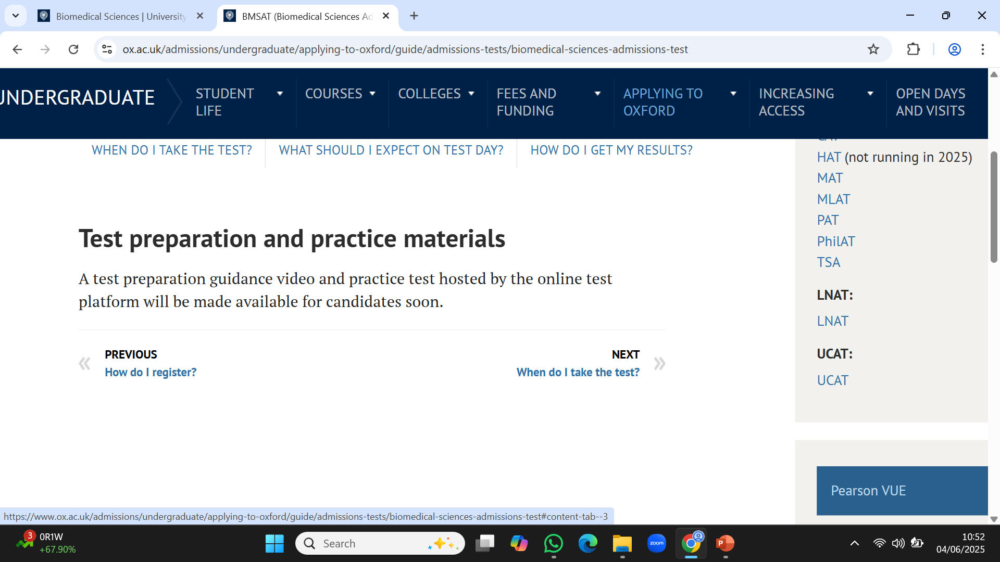 Biomedical Sciences | University
BMSAT (Biomedical Sciences Ad
ox.ac.uk/admissions/undergraduate/applying-to-oxford/guide/admissions-tests/biomedical-sciences-admissions-test
UNDERGRADUATE
STUDENT
LIFE
COURSES
COLLEGES
FEES AND
FUNDING
APPLYING TO
OXFORD
INCREASING
ACCESS
OPEN DAYS
AND VISITS
WHEN DO I TAKE THE TEST?
WHAT SHOULD I EXPECT ON TEST DAY?
HOW DO I GET MY RESULTS?
Test preparation and practice materials
A test preparation guidance video and practice test hosted by the online test
platform will be made available for candidates soon.
PREVIOUS
How do I register?
NEXT
When do I take the test?
HAT (not running in 2025)
MAT
MLAT
PAT
PhilAT
TSA
LNAT:
LNAT
UCAT:
UCAT
Pearson VUE
https://www.ox.ac.uk/admissions/undergraduate/applying-to-oxford/guide/admissions-tests/biomedical-sciences-admissions-test#content-tab--3
3
0R1W
+67.90%
Search
zoom
P
10:52
04/06/2025